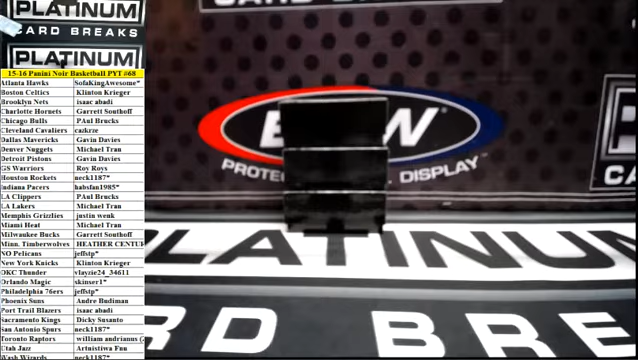 PLATINUM
CARD BREAKS
PLATINUM
15-16 Panini Noir Basketball PYT #68
Atlanta Hawks SofaKingAwesome*
Boston Celtics Klinton Krieger
Brooklyn Nets isaac abadi
Charlotte Hornets Garrett Southoff
Chicago Bulls PAul Brucks
Cleveland Cavaliers cazkrze
Dallas Mavericks Gavin Davies
Denver Nuggets Michael Tran
Detroit Pistons Gavin Davies
GS Warriors Roy Roys
Houston Rockets neck1187*
Indiana Pacers habsfan1985*
LA Clippers PAul Brucks
LA Lakers Michael Tran
Memphis Grizzlies justin wenk
Miami Heat Michael Tran
Milwaukee Bucks Garrett Southoff
Minn. Timberwolves HEATHER CENTUR
NO Pelicans jeffstp*
New York Knicks Klinton Krieger
OKC Thunder vlayzie24_34611
Orlando Magic skinser1*
Philadelphia 76ers jeffstp*
Phoenix Suns Andre Budiman
Port Trail Blazers isaac abadi
Sacramento Kings Dicky Susanto
San Antonio Spurs neck1187*
Toronto Raptors william andrianus (2
Utah Jazz Artnistiwa Fnu
Wash Wizards neck1187*
CARD BREAKS
DISPLAY
PLATINUM
RD BRE